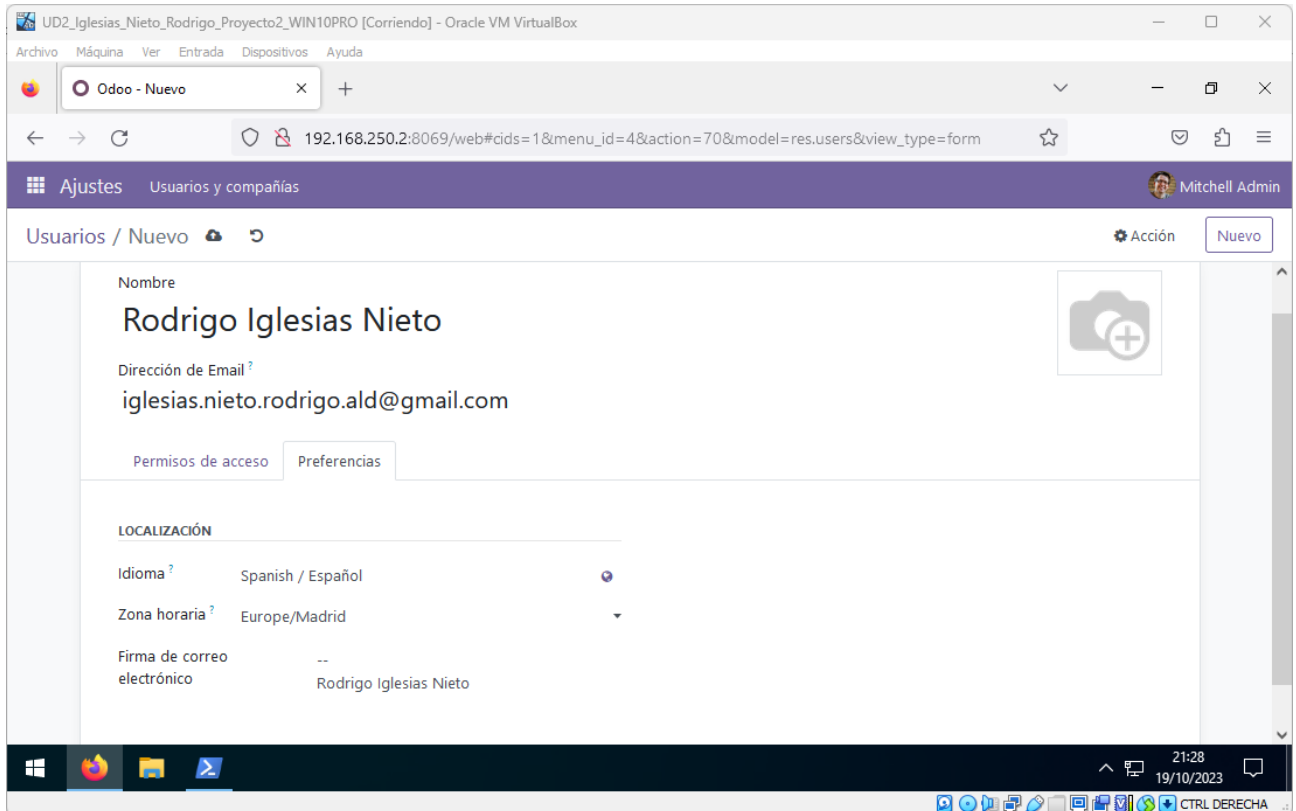 UD2_Iglesias_Nieto_Rodrigo_Proyecto2_WIN10PRO [Corriendo] - Oracle VM VirtualBox
Archivo Máquina Ver Entrada Dispositivos Ayuda
Odoo - Nuevo
192.168.250.2:8069/web#cids=1&menu_id=4&action=70&model=res.users&view_type=form
Ajustes Usuarios y compañías Mitchell Admin
Usuarios / Nuevo Acción Nuevo
Nombre
Rodrigo Iglesias Nieto
Dirección de Email ?
iglesias.nieto.rodrigo.ald@gmail.com
Permisos de acceso Preferencias
LOCALIZACIÓN
Idioma ? Spanish / Español
Zona horaria ? Europe/Madrid
Firma de correo --
electrónico Rodrigo Iglesias Nieto
21:28
19/10/2023
CTRL DERECHA